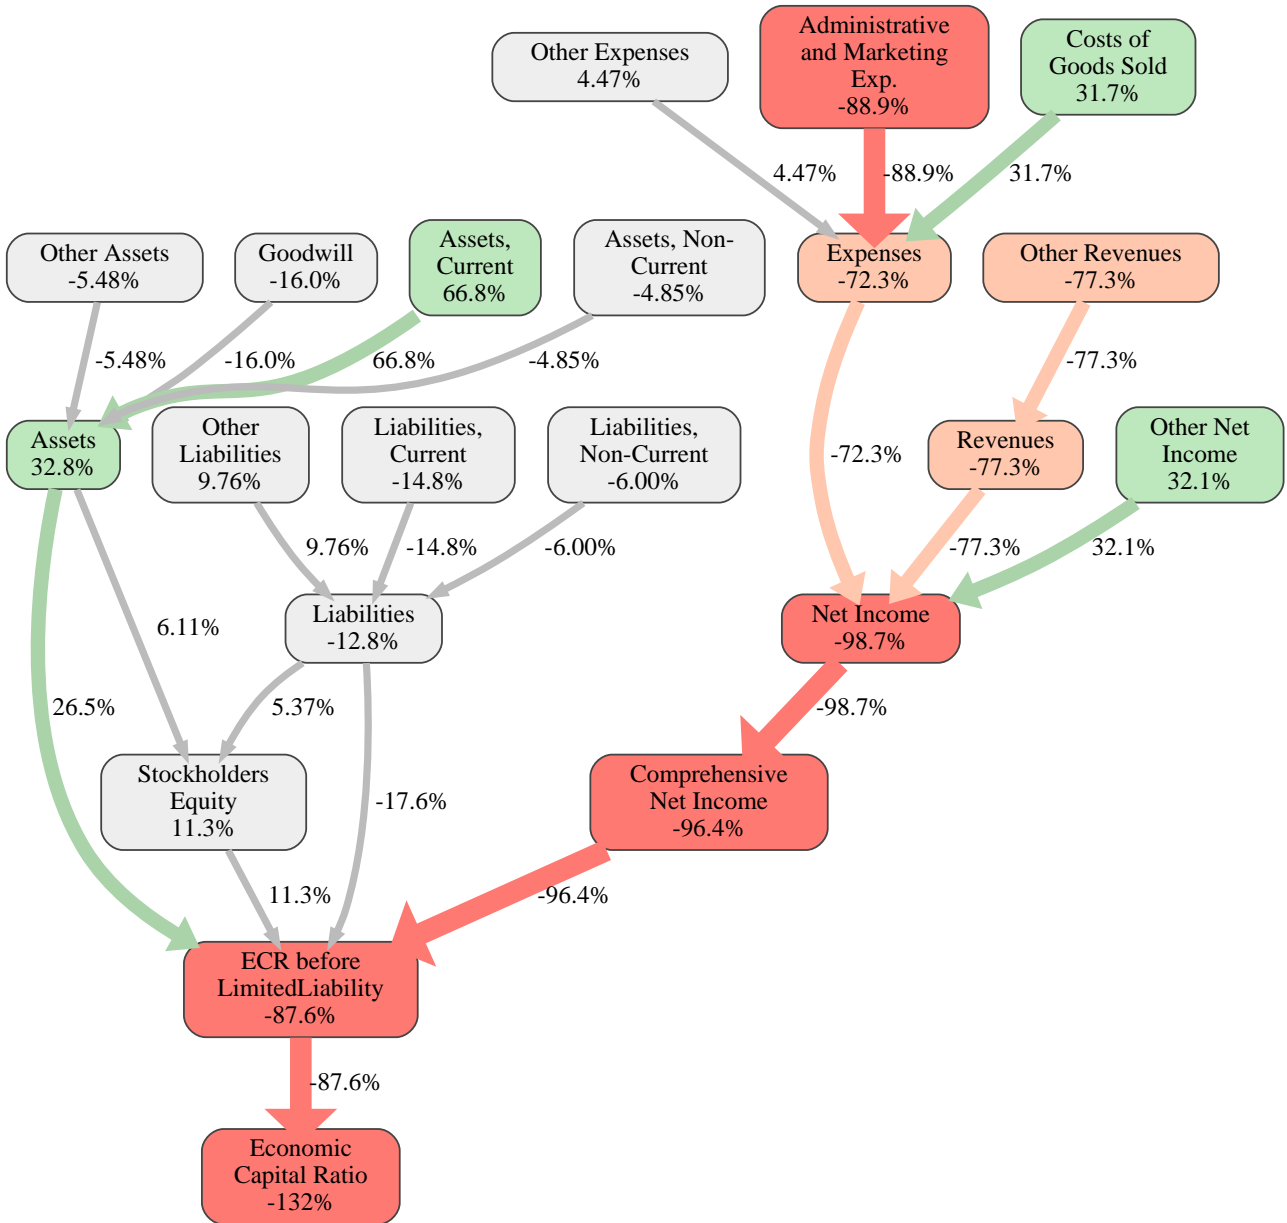 Other Expenses
4.47%
Administrative
and Marketing
Exp.
-88.9%
Costs of
Goods Sold
31.7%
4.47%
-88.9%
31.7%
Other Assets
-5.48%
Goodwill
-16.0%
Assets,
Current
66.8%
Assets, Non-
Current
-4.85%
Expenses
-72.3%
Other Revenues
-77.3%
-5.48%
-16.0%
66.8%
-4.85%
-77.3%
Assets
32.8%
Other
Liabilities
9.76%
Liabilities,
Current
-14.8%
Liabilities,
Non-Current
-6.00%
-72.3%
Revenues
-77.3%
Other Net
Income
32.1%
9.76%
-14.8%
-6.00%
-77.3%
32.1%
6.11%
Liabilities
-12.8%
Net Income
-98.7%
26.5%
5.37%
-98.7%
Stockholders
Equity
11.3%
-17.6%
Comprehensive
Net Income
-96.4%
11.3%
-96.4%
ECR before
LimitedLiability
-87.6%
-87.6%
Economic
Capital Ratio
-132%